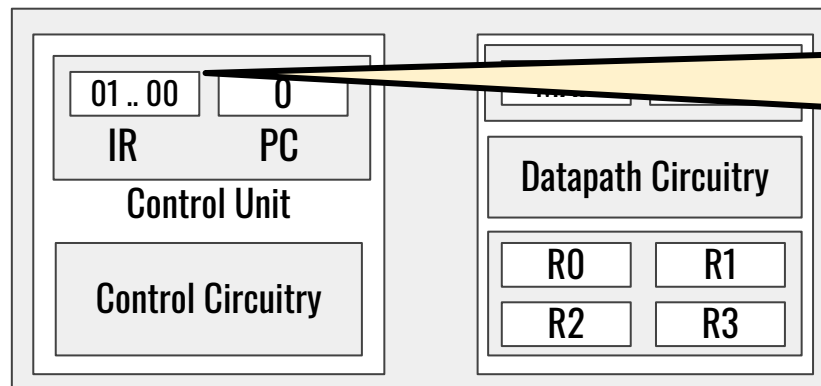 01 .. 00
0
IR
PC
Control Unit
Control Circuitry
Datapath Circuitry
R0
R1
R2
R3